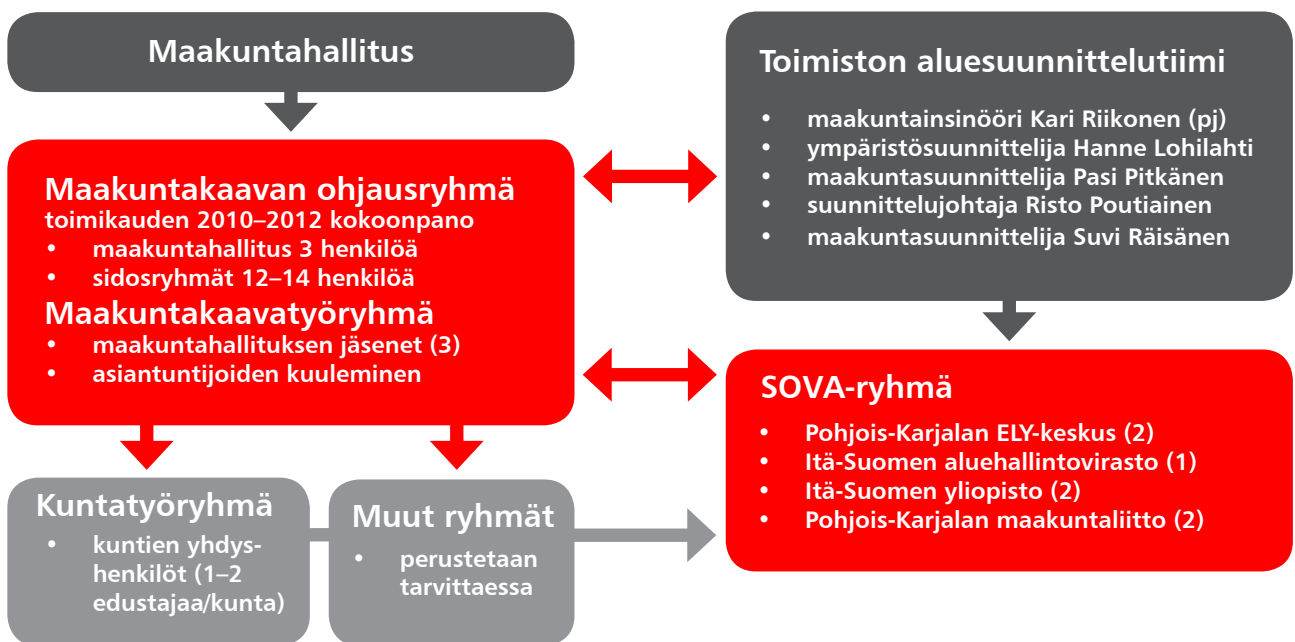 Maakuntahallitus
Maakuntakaavan ohjausryhmä
toimikauden 2010–2012 kokoonpano
• maakuntahallitus 3 henkilöä
• sidosryhmät 12–14 henkilöä
Maakuntakaavatyöryhmä
• maakuntahallituksen jäsenet (3)
• asiantuntijoiden kuuleminen
Kuntatyöryhmä
• kuntien yhdys-
henkilöt (1–2
edustajaa/kunta)
Muut ryhmät
• perustetaan
tarvittaessa
Toimiston aluesuunnittelutiimi
• maakuntainsinööri Kari Riikonen (pj)
• ympäristösuunnittelija Hanne Lohilahti
• maakuntasuunnittelija Pasi Pitkänen
• suunnittelujohtaja Risto Poutiainen
• maakuntasuunnittelija Suvi Räisänen
SOVA-ryhmä
• Pohjois-Karjalan ELY-keskus (2)
• Itä-Suomen aluehallintovirasto (1)
• Itä-Suomen yliopisto (2)
• Pohjois-Karjalan maakuntaliitto (2)